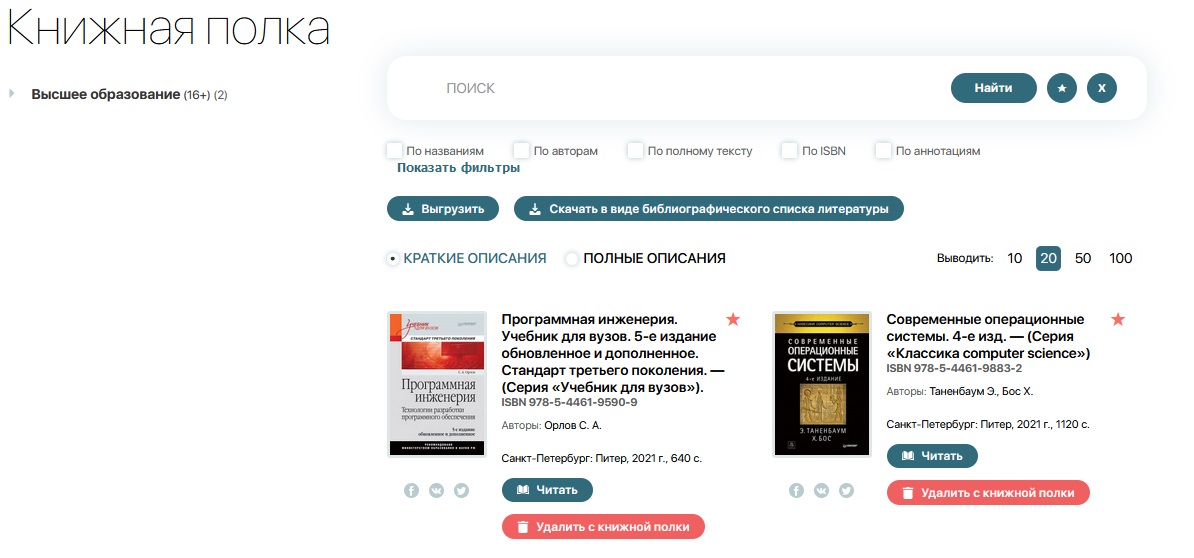 Книжная полка
Высшее образование (16+) (2)
ПОИСК
Найти
X
По названиям
По авторам
По полному тексту
По ISBN
По аннотациям
Показать фильтры
Выгрузить
Скачать в виде библиографического списка литературы
КРАТКИЕ ОПИСАНИЯ
ПОЛНЫЕ ОПИСАНИЯ
Выводить: 10 20 50 100
СТАНДАРТ ТРЕТЬЕГО ПОКОЛЕНИЯ
Программная
инженерия
Технологии разработки
программного обеспечения
5-е издание
обновленное и дополненное
Программная инженерия.
Учебник для вузов. 5-е издание
обновленное и дополненное.
Стандарт третьего поколения. —
(Серия «Учебник для вузов»).
ISBN 978-5-4461-9590-9
Авторы: Орлов С. А.
Санкт-Петербург: Питер, 2021 г., 640 с.
Читать
Удалить с книжной полки
СОВРЕМЕННЫЕ
ОПЕРАЦИОННЫЕ
СИСТЕМЫ
4-е ИЗДАНИЕ
Э. ТАНЕНБАУМ
Х. БОС
Современные операционные
системы. 4-е изд. — (Серия
«Классика computer science»)
ISBN 978-5-4461-9883-2
Авторы: Таненбаум Э., Бос Х.
Санкт-Петербург: Питер, 2021 г., 1120 с.
Читать
Удалить с книжной полки